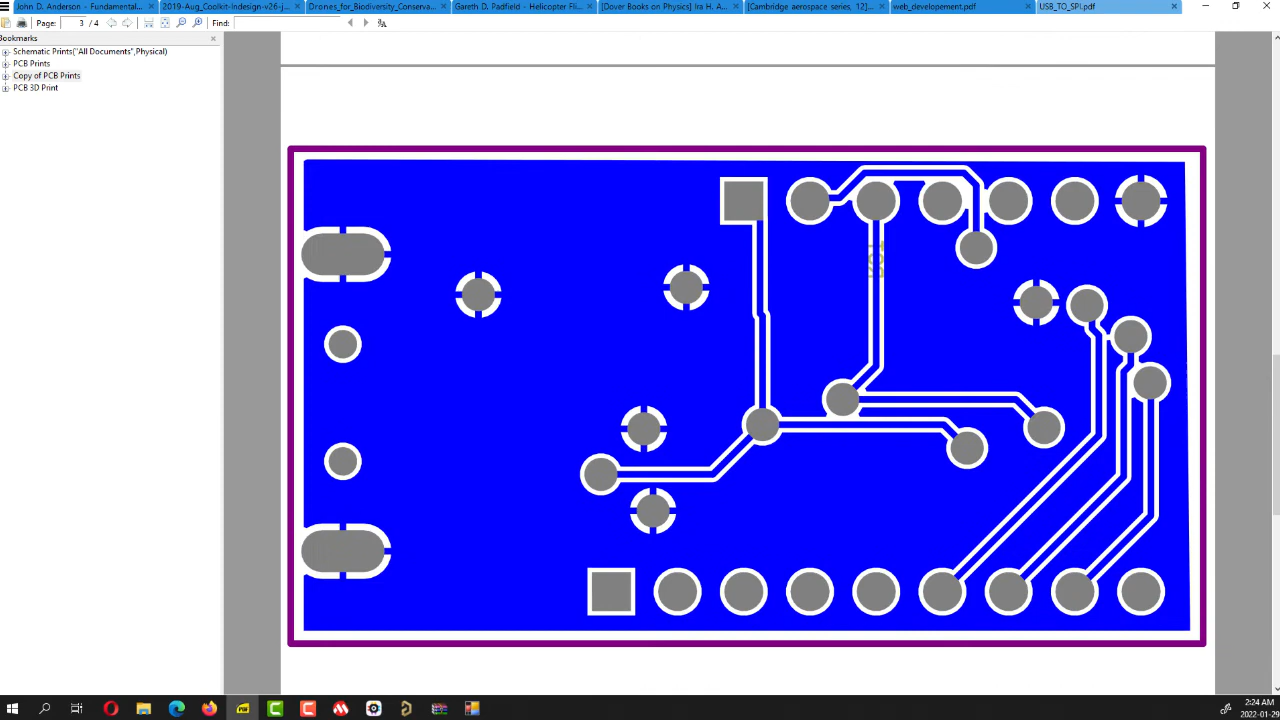 John D. Anderson - Fundamental...
2019-Aug_Coolkit-Indesign-v26-j...
Drones_for_Biodiversity_Conserva...
Gareth D. Padfield - Helicopter Fli...
[Dover Books on Physics] Ira H. A...
[Cambridge aerospace series, 12]...
web_developement.pdf
USB_TO_SPI.pdf
Page: 3 / 4
Find:
Bookmarks
Schematic Prints("All Documents",Physical)
PCB Prints
Copy of PCB Prints
PCB 3D Print
2:24 AM
2022-01-29